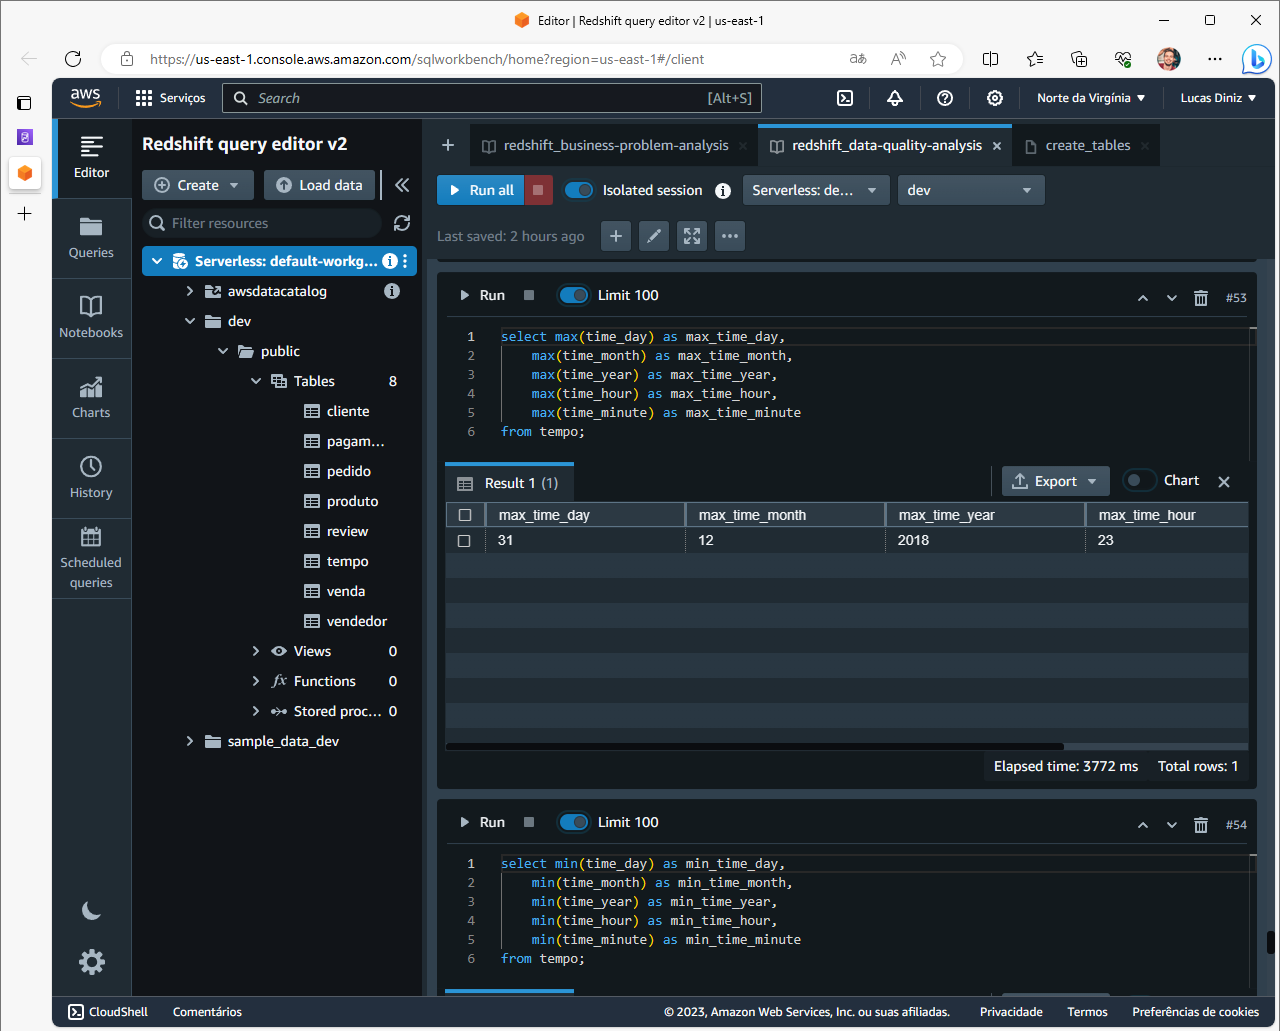 Editor | Redshift query editor v2 | us-east-1
https://us-east-1.console.aws.amazon.com/sqlworkbench/home?region=us-east-1#/client
aws
Serviços
Search
[Alt+S]
Norte da Virgínia
Lucas Diniz
Editor
Queries
Notebooks
Charts
History
Scheduled
queries
Redshift query editor v2
Create
Load data
Filter resources
Serverless: default-workg...
awsdatacatalog
dev
public
Tables 8
cliente
pagam...
pedido
produto
review
tempo
venda
vendedor
Views 0
Functions 0
Stored proc... 0
sample_data_dev
redshift_business-problem-analysis
redshift_data-quality-analysis
create_tables
Run all
Isolated session
Serverless: de...
dev
Last saved: 2 hours ago
Run
Limit 100
#53
1 select max(time_day) as max_time_day,
2 max(time_month) as max_time_month,
3 max(time_year) as max_time_year,
4 max(time_hour) as max_time_hour,
5 max(time_minute) as max_time_minute
6 from tempo;
Result 1 (1)
Export
Chart
max_time_day max_time_month max_time_year max_time_hour
31 12 2018 23
Elapsed time: 3772 ms Total rows: 1
Run
Limit 100
#54
1 select min(time_day) as min_time_day,
2 min(time_month) as min_time_month,
3 min(time_year) as min_time_year,
4 min(time_hour) as min_time_hour,
5 min(time_minute) as min_time_minute
6 from tempo;
CloudShell
Comentários
© 2023, Amazon Web Services, Inc. ou suas afiliadas.
Privacidade
Termos
Preferências de cookies